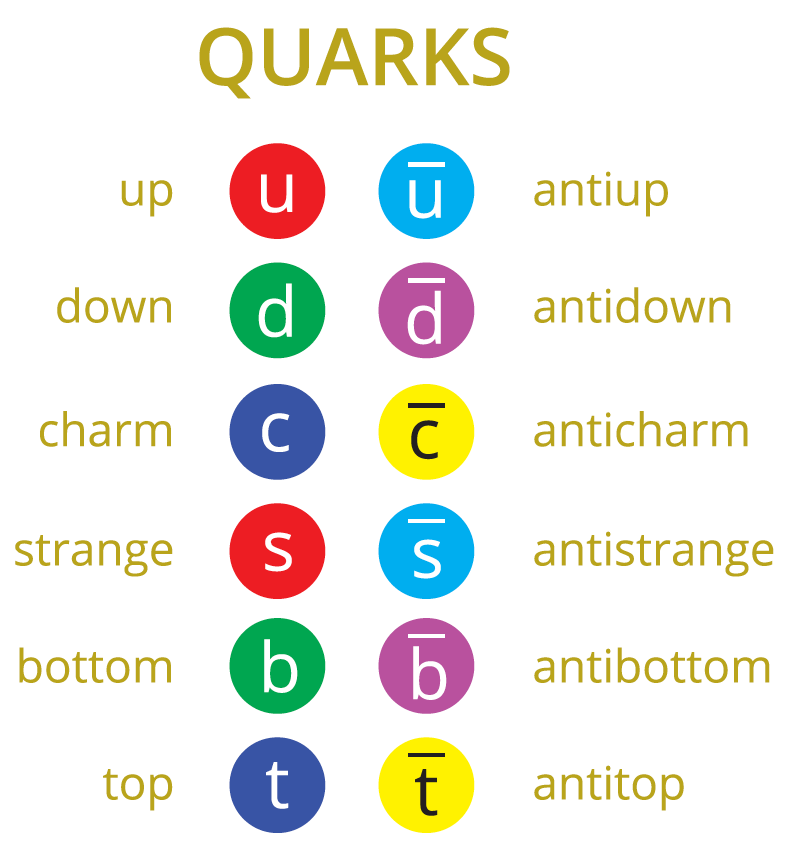 QUARKS
up u u̅ antiup
down d d̅ antidown
charm c c̅ anticharm
strange s s̅ antistrange
bottom b b̅ antibottom
top t t̅ antitop